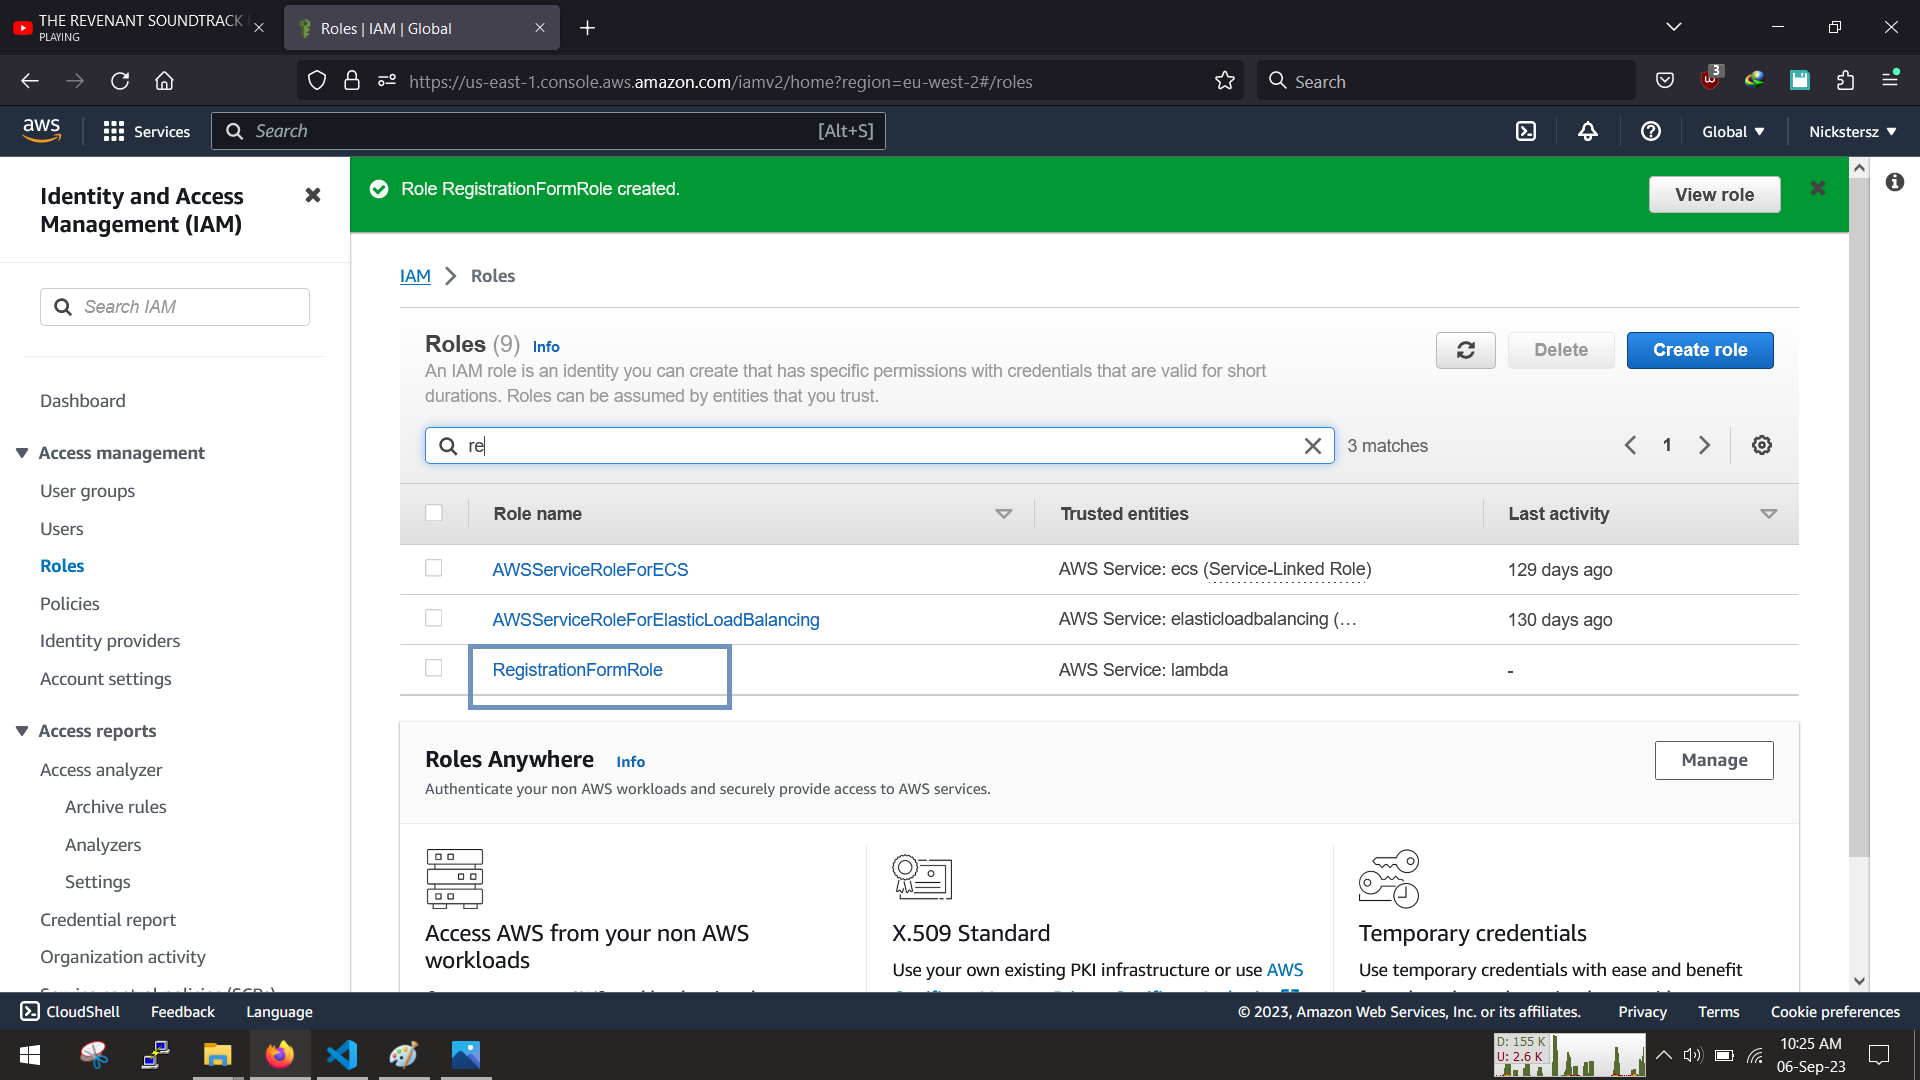 THE REVENANT SOUNDTRACK
PLAYING
Roles | IAM | Global
https://us-east-1.console.aws.amazon.com/iamv2/home?region=eu-west-2#/roles
Search
3
aws
Services
Search
[Alt+S]
Global
Nickstersz
Identity and Access
Management (IAM)
Search IAM
Dashboard
Access management
User groups
Users
Roles
Policies
Identity providers
Account settings
Access reports
Access analyzer
Archive rules
Analyzers
Settings
Credential report
Organization activity
Service control policies (SCPs)
Role RegistrationFormRole created.
View role
IAM
Roles
Roles (9) Info
An IAM role is an identity you can create that has specific permissions with credentials that are valid for short
durations. Roles can be assumed by entities that you trust.
Delete
Create role
re
3 matches
1
Role name
Trusted entities
Last activity
AWSServiceRoleForECS
AWS Service: ecs (Service-Linked Role)
129 days ago
AWSServiceRoleForElasticLoadBalancing
AWS Service: elasticloadbalancing (…
130 days ago
RegistrationFormRole
AWS Service: lambda
-
Roles Anywhere Info
Authenticate your non AWS workloads and securely provide access to AWS services.
Manage
Access AWS from your non AWS
workloads
X.509 Standard
Use your own existing PKI infrastructure or use AWS
Temporary credentials
Use temporary credentials with ease and benefit
CloudShell
Feedback
Language
© 2023, Amazon Web Services, Inc. or its affiliates.
Privacy
Terms
Cookie preferences
D: 155 K
U: 2.6 K
10:25 AM
06-Sep-23